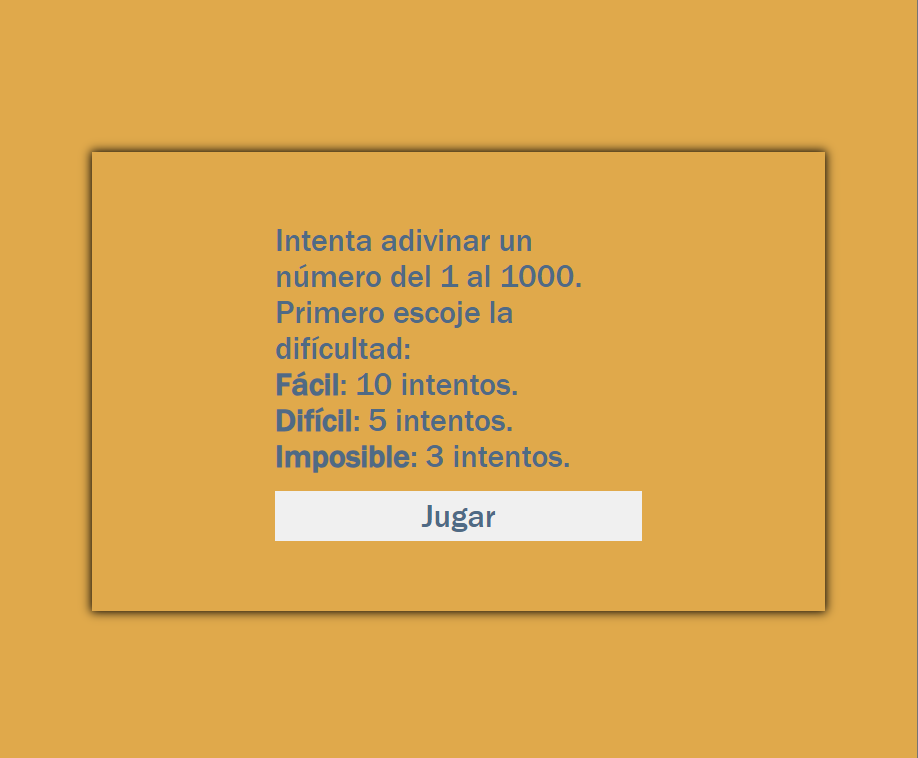 Intenta adivinar un
número del 1 al 1000.
Primero escoje la
difícultad:
Fácil: 10 intentos.
Difícil: 5 intentos.
Imposible: 3 intentos.
Jugar